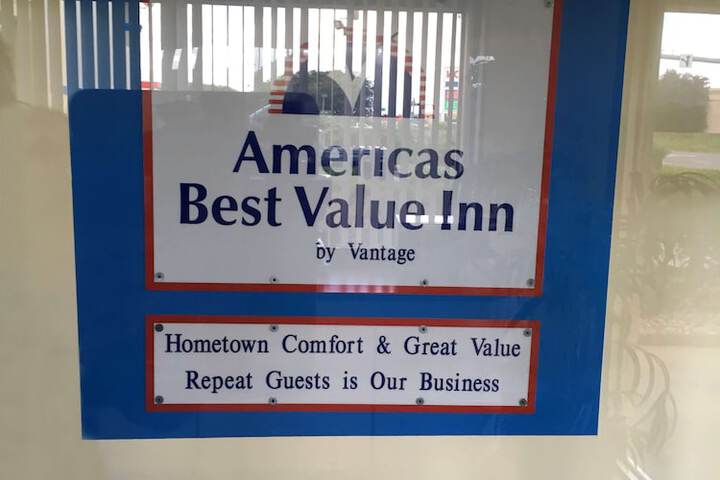 Americas
Best Value Inn
by Vantage
Hometown Comfort & Great Value
Repeat Guests is Our Business